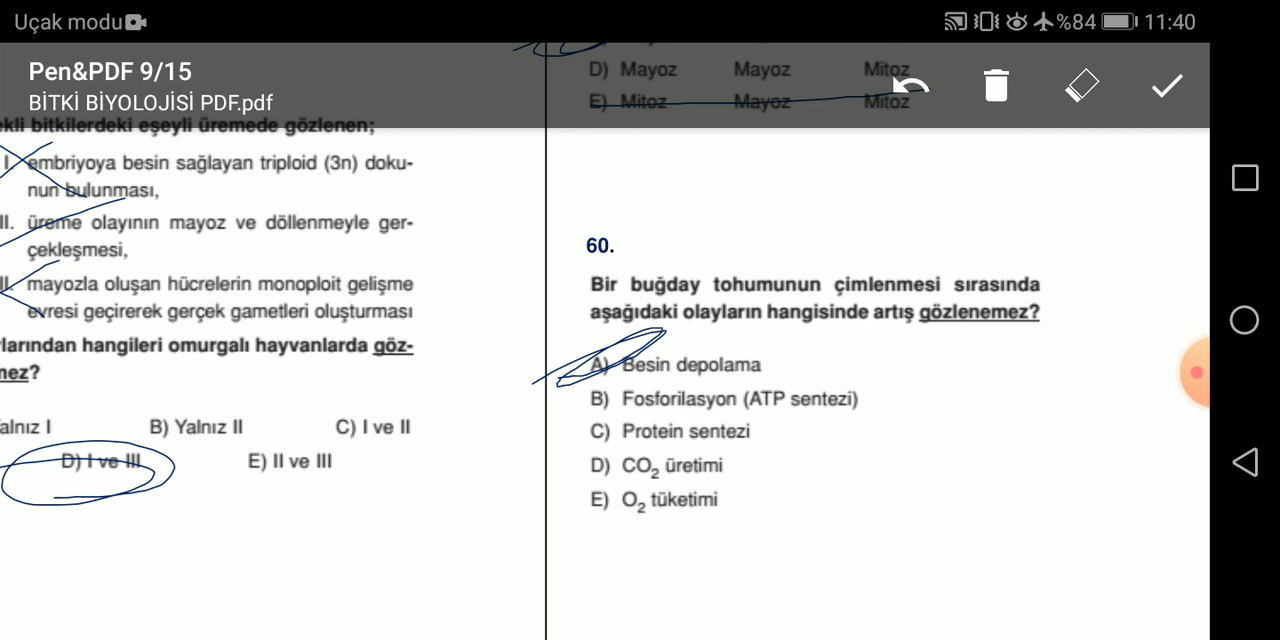 Uçak modu
%84 11:40
Pen&PDF 9/15
BİTKİ BİYOLOJİSİ PDF.pdf
bitkilerdeki eşeyli üremede gözlenen;
I. embriyoya besin sağlayan triploid (3n) doku-
nun bulunması,
II. üreme olayının mayoz ve döllenmeyle ger-
çekleşmesi,
mayozla oluşan hücrelerin monoploit gelişme
evresi geçirerek gerçek gametleri oluşturması
hangileri omurgalı hayvanlarda göz-
mez?
I B) Yalnız II C) I ve II
D) I ve III E) II ve III
D) Mayoz Mayoz Mitoz
E) Mitoz Mayoz Mitoz
60.
Bir buğday tohumunun çimlenmesi sırasında
aşağıdaki olayların hangisinde artış gözlenemez?
A) Besin depolama
B) Fosforilasyon (ATP sentezi)
C) Protein sentezi
D) CO₂ üretimi
E) O₂ tüketimi